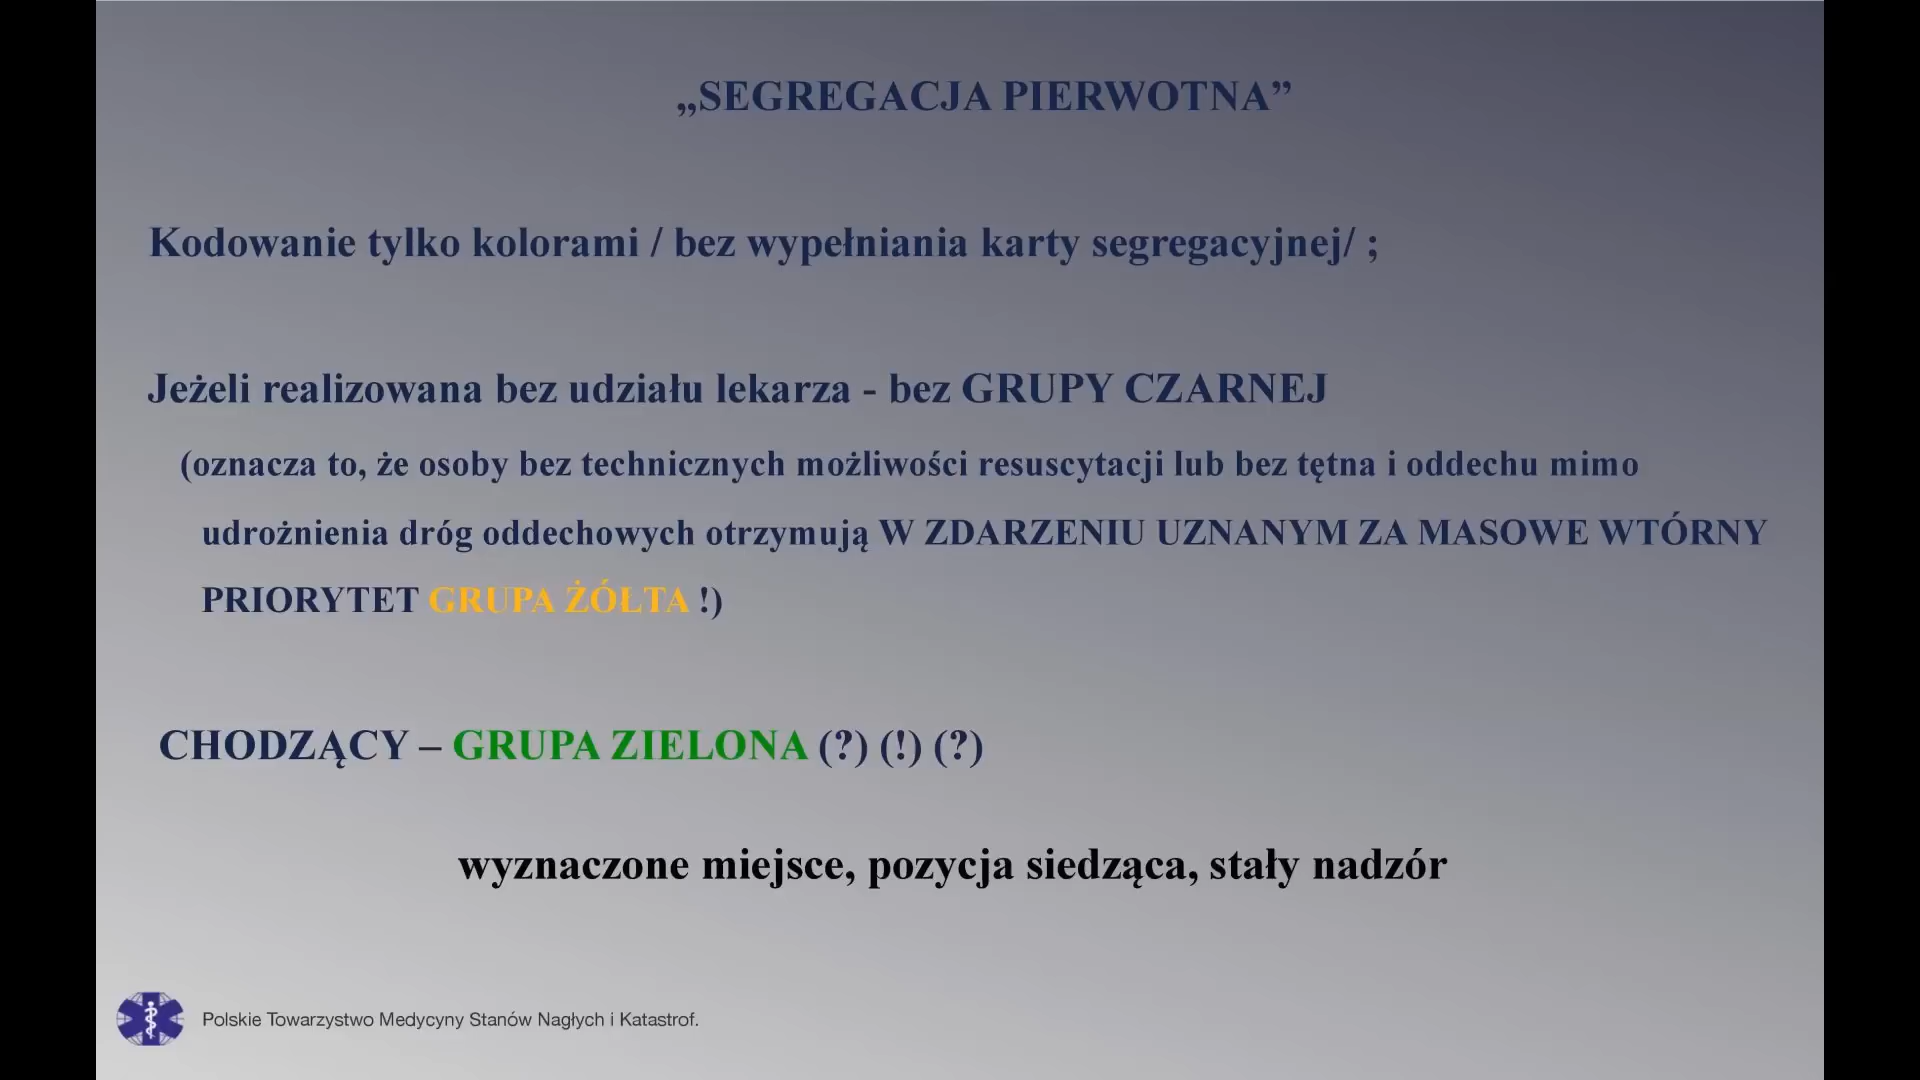 „SEGREGACJA PIERWOTNA”
Kodowanie tylko kolorami / bez wypełniania karty segregacyjnej/ ;
Jeżeli realizowana bez udziału lekarza - bez GRUPY CZARNEJ
(oznacza to, że osoby bez technicznych możliwości resuscytacji lub bez tętna i oddechu mimo
udrożnienia dróg oddechowych otrzymują W ZDARZENIU UZNANYM ZA MASOWE WTÓRNY
PRIORYTET GRUPA ŻÓŁTA !)
CHODZĄCY – GRUPA ZIELONA (?) (!) (?)
wyznaczone miejsce, pozycja siedząca, stały nadzór
Polskie Towarzystwo Medycyny Stanów Nagłych i Katastrof.